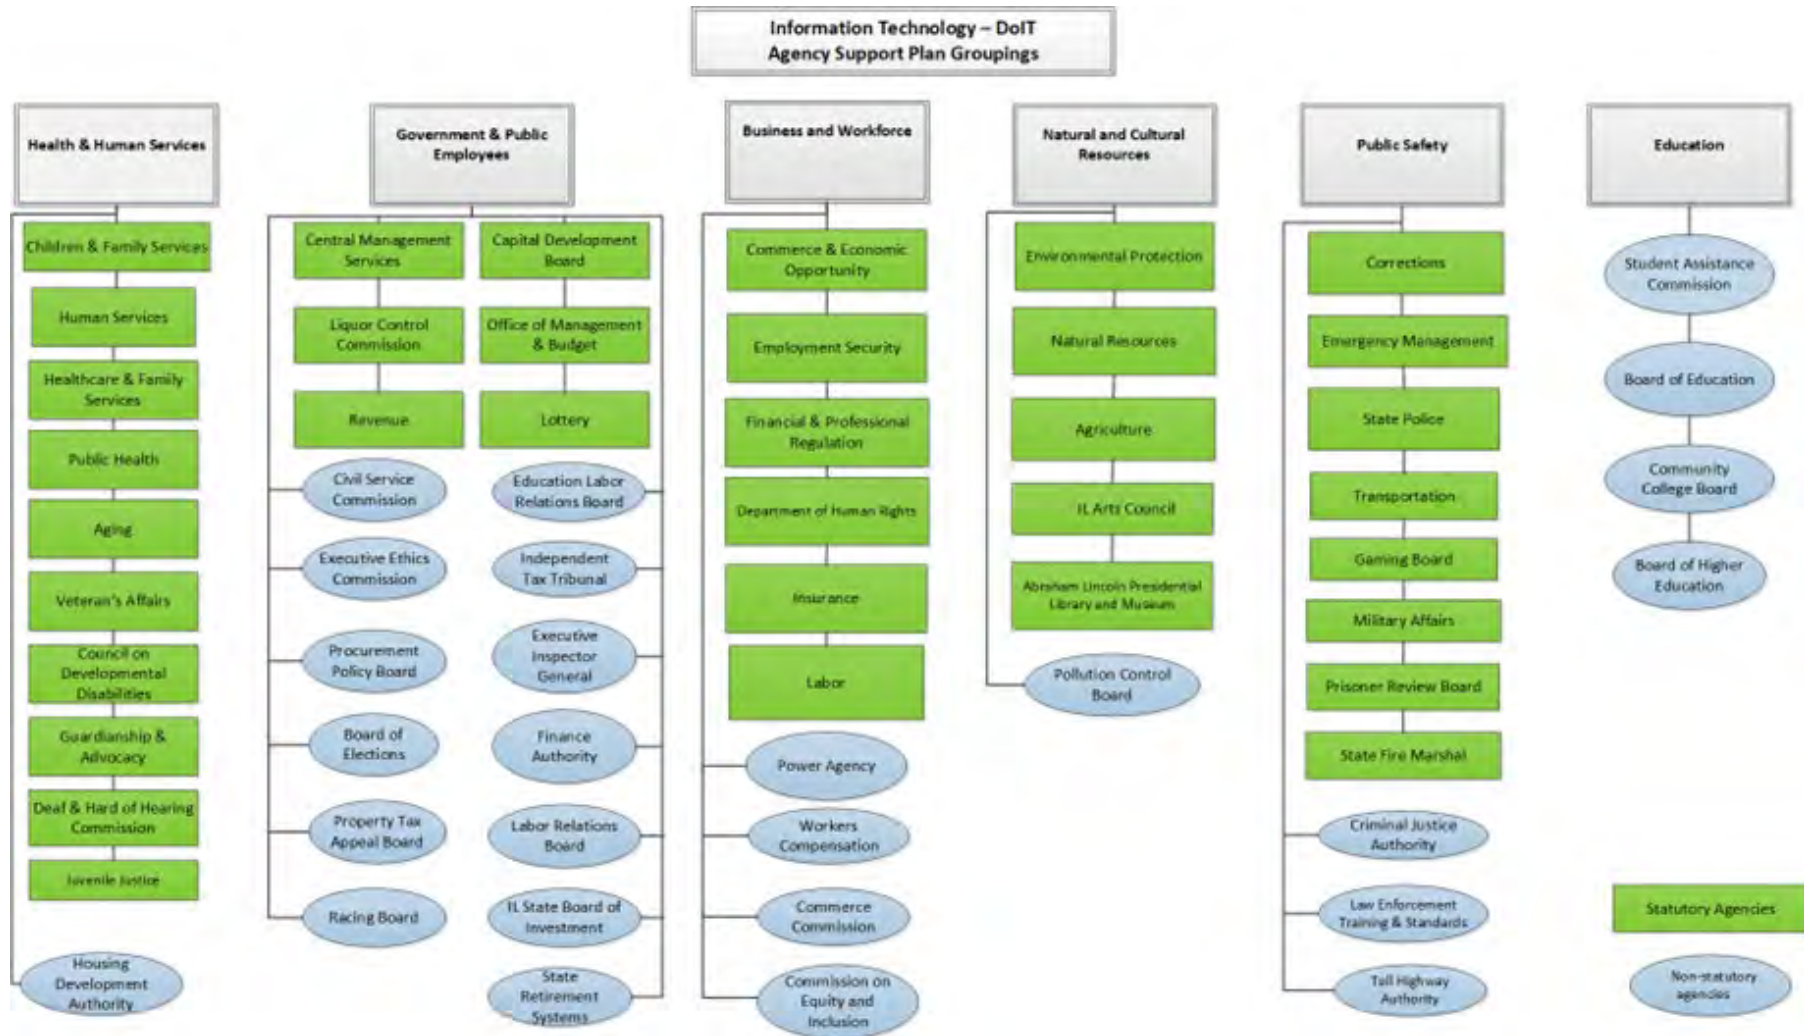 Information Technology – DoIT
Agency Support Plan Groupings
Health & Human Services
Children & Family Services
Human Services
Healthcare & Family
Services
Public Health
Aging
Veteran's Affairs
Council on
Developmental
Disabilities
Guardianship &
Advocacy
Deaf & Hard of Hearing
Commission
Juvenile Justice
Housing
Development
Authority
Government & Public
Employees
Central Management
Services
Liquor Control
Commission
Revenue
Civil Service
Commission
Executive Ethics
Commission
Procurement
Policy Board
Board of
Elections
Property Tax
Appeal Board
Racing Board
Capital Development
Board
Office of Management
& Budget
Lottery
Education Labor
Relations Board
Independent
Tax Tribunal
Executive
Inspector
General
Finance
Authority
Labor Relations
Board
IL State Board of
Investment
State
Retirement
Systems
Business and Workforce
Commerce & Economic
Opportunity
Employment Security
Financial & Professional
Regulation
Department of Human Rights
Insurance
Labor
Power Agency
Workers
Compensation
Commerce
Commission
Commission on
Equity and
Inclusion
Natural and Cultural
Resources
Environmental Protection
Natural Resources
Agriculture
IL Arts Council
Abraham Lincoln Presidential
Library and Museum
Pollution Control
Board
Public Safety
Corrections
Emergency Management
State Police
Transportation
Gaming Board
Military Affairs
Prisoner Review Board
State Fire Marshal
Criminal Justice
Authority
Law Enforcement
Training & Standards
Toll Highway
Authority
Education
Student Assistance
Commission
Board of Education
Community
College Board
Board of Higher
Education
Statutory Agencies
Non-statutory
agencies